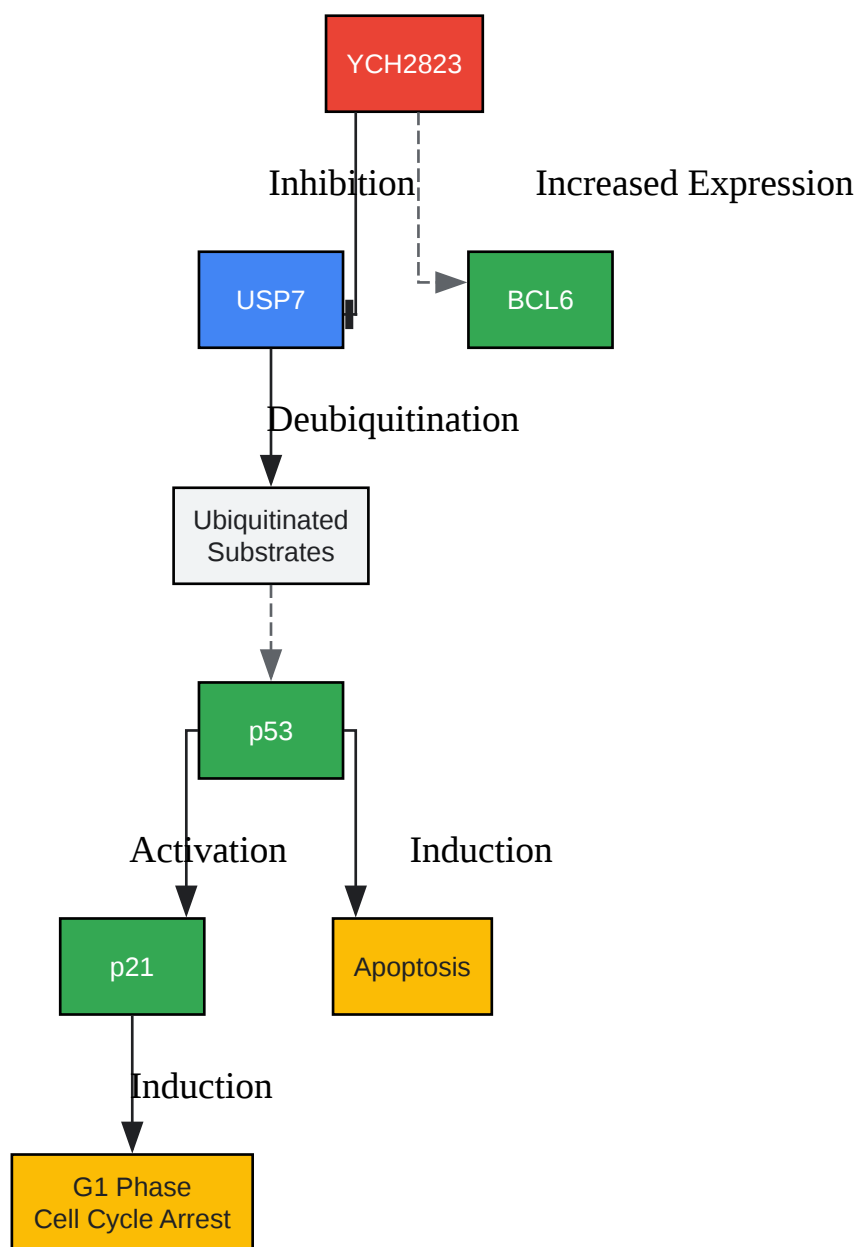 YCH2823
Inhibition
Increased Expression
USP7
BCL6
Deubiquitination
Ubiquitinated
Substrates
p53
Activation
Induction
p21
Apoptosis
Induction
G1 Phase
Cell Cycle Arrest